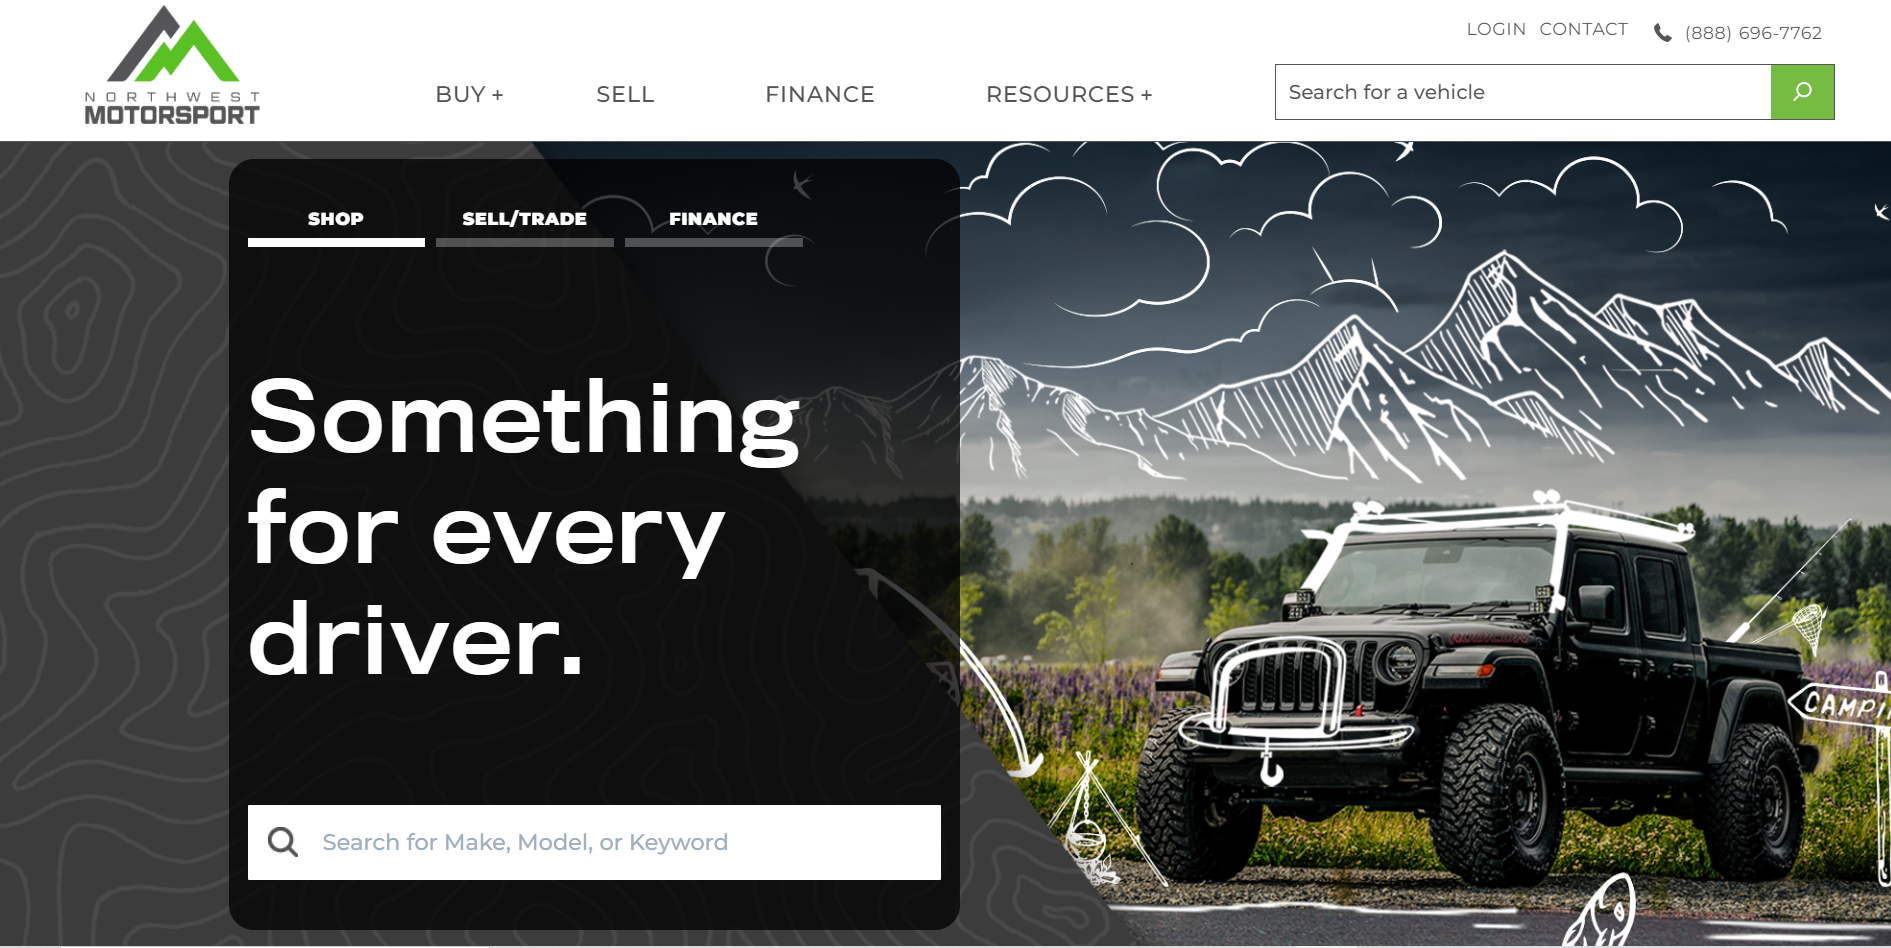 LOGIN CONTACT (888) 696-7762
NORTHWEST
MOTORSPORT
BUY + SELL FINANCE RESOURCES +
Search for a vehicle
SHOP SELL/TRADE FINANCE
Something
for every
driver.
Search for Make, Model, or Keyword
RUBICON